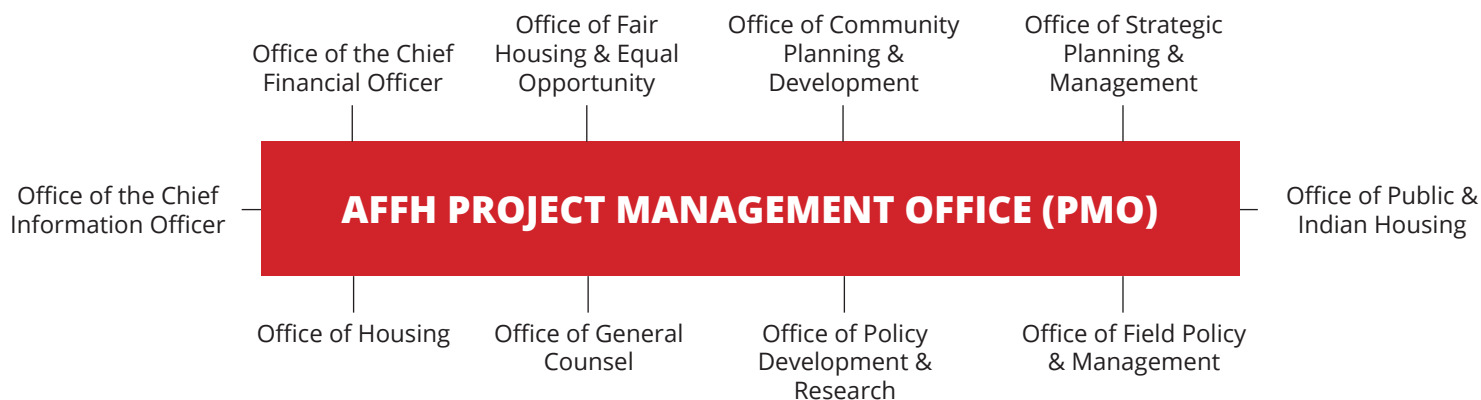 Office of the Chief
Financial Officer
Office of Fair
Housing & Equal
Opportunity
Office of Community
Planning &
Development
Office of Strategic
Planning &
Management
Office of the Chief
Information Officer
AFFH PROJECT MANAGEMENT OFFICE (PMO)
Office of Public &
Indian Housing
Office of Housing
Office of General
Counsel
Office of Policy
Development &
Research
Office of Field Policy
& Management